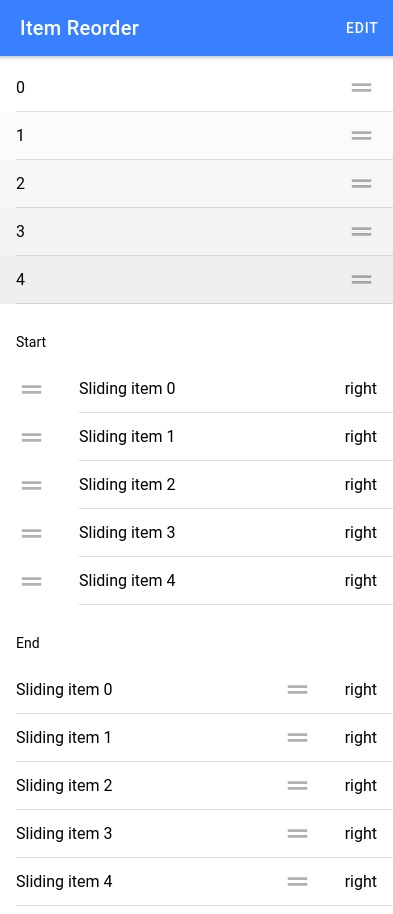 Item Reorder EDIT
0
1
2
3
4
Start
Sliding item 0 right
Sliding item 1 right
Sliding item 2 right
Sliding item 3 right
Sliding item 4 right
End
Sliding item 0 right
Sliding item 1 right
Sliding item 2 right
Sliding item 3 right
Sliding item 4 right